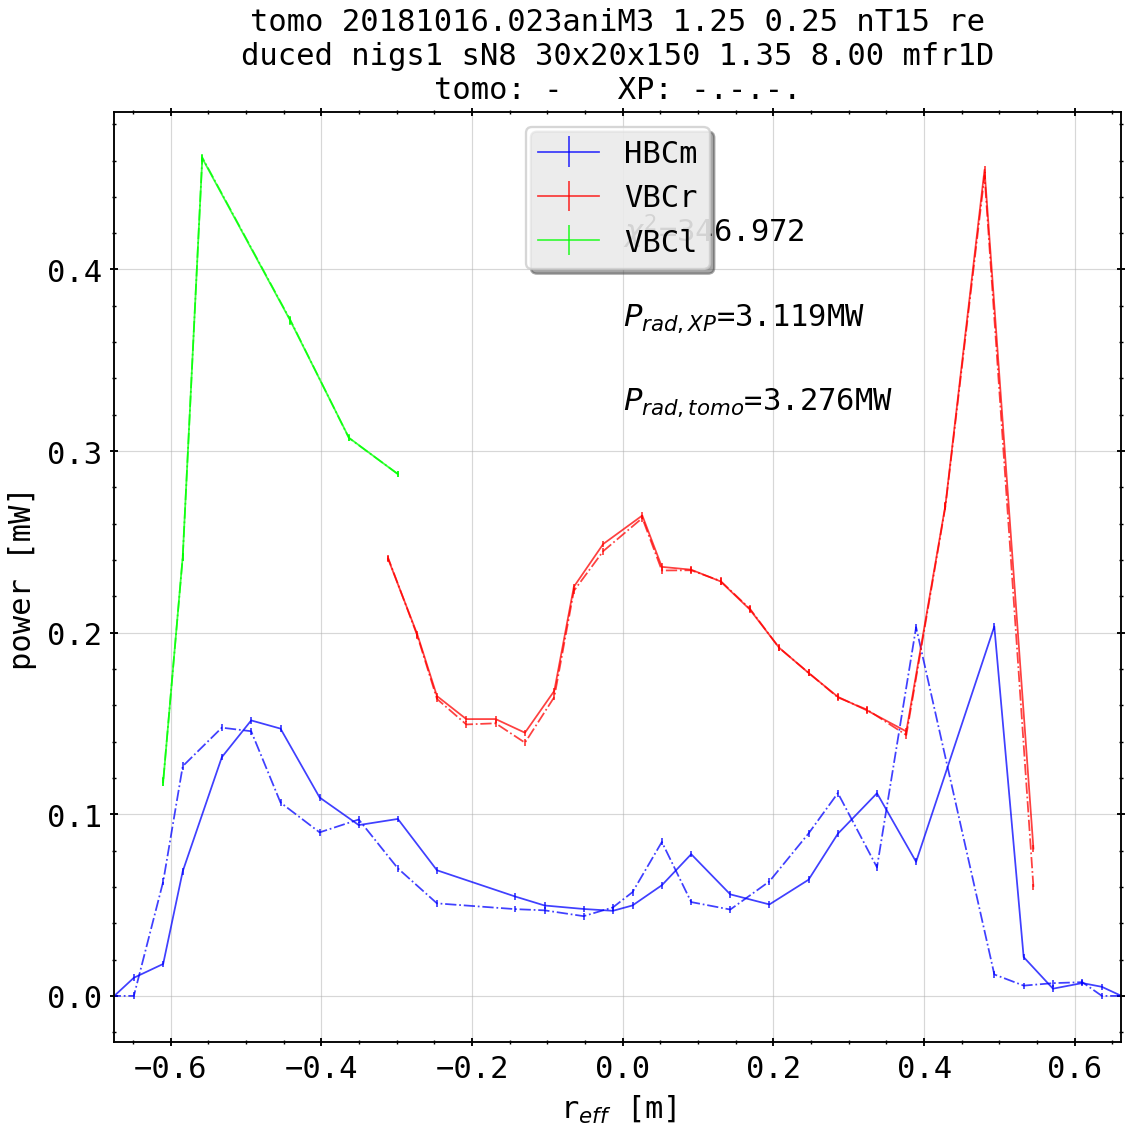 tomo 20181016.023aniM3 1.25 0.25 nT15 re
duced nigs1 sN8 30x20x150 1.35 8.00 mfr1D
tomo: -   XP: -.-.-.
HBCm
VBCr
VBCl
χ²=346.972
P_rad,XP=3.119MW
P_rad,tomo=3.276MW
power [mW]
0.4
0.3
0.2
0.1
0.0
−0.6 −0.4 −0.2 0.0 0.2 0.4 0.6
r_eff [m]